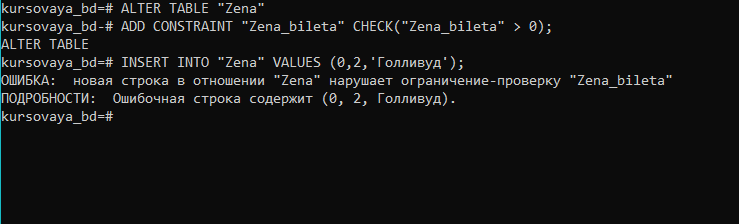 kursovaya_bd=# ALTER TABLE "Zena"
kursovaya_bd-# ADD CONSTRAINT "Zena_bileta" CHECK("Zena_bileta" > 0);
ALTER TABLE
kursovaya_bd=# INSERT INTO "Zena" VALUES (0,2,'Голливуд');
ОШИБКА:  новая строка в отношении "Zena" нарушает ограничение-проверку "Zena_bileta"
ПОДРОБНОСТИ:  Ошибочная строка содержит (0, 2, Голливуд).
kursovaya_bd=#